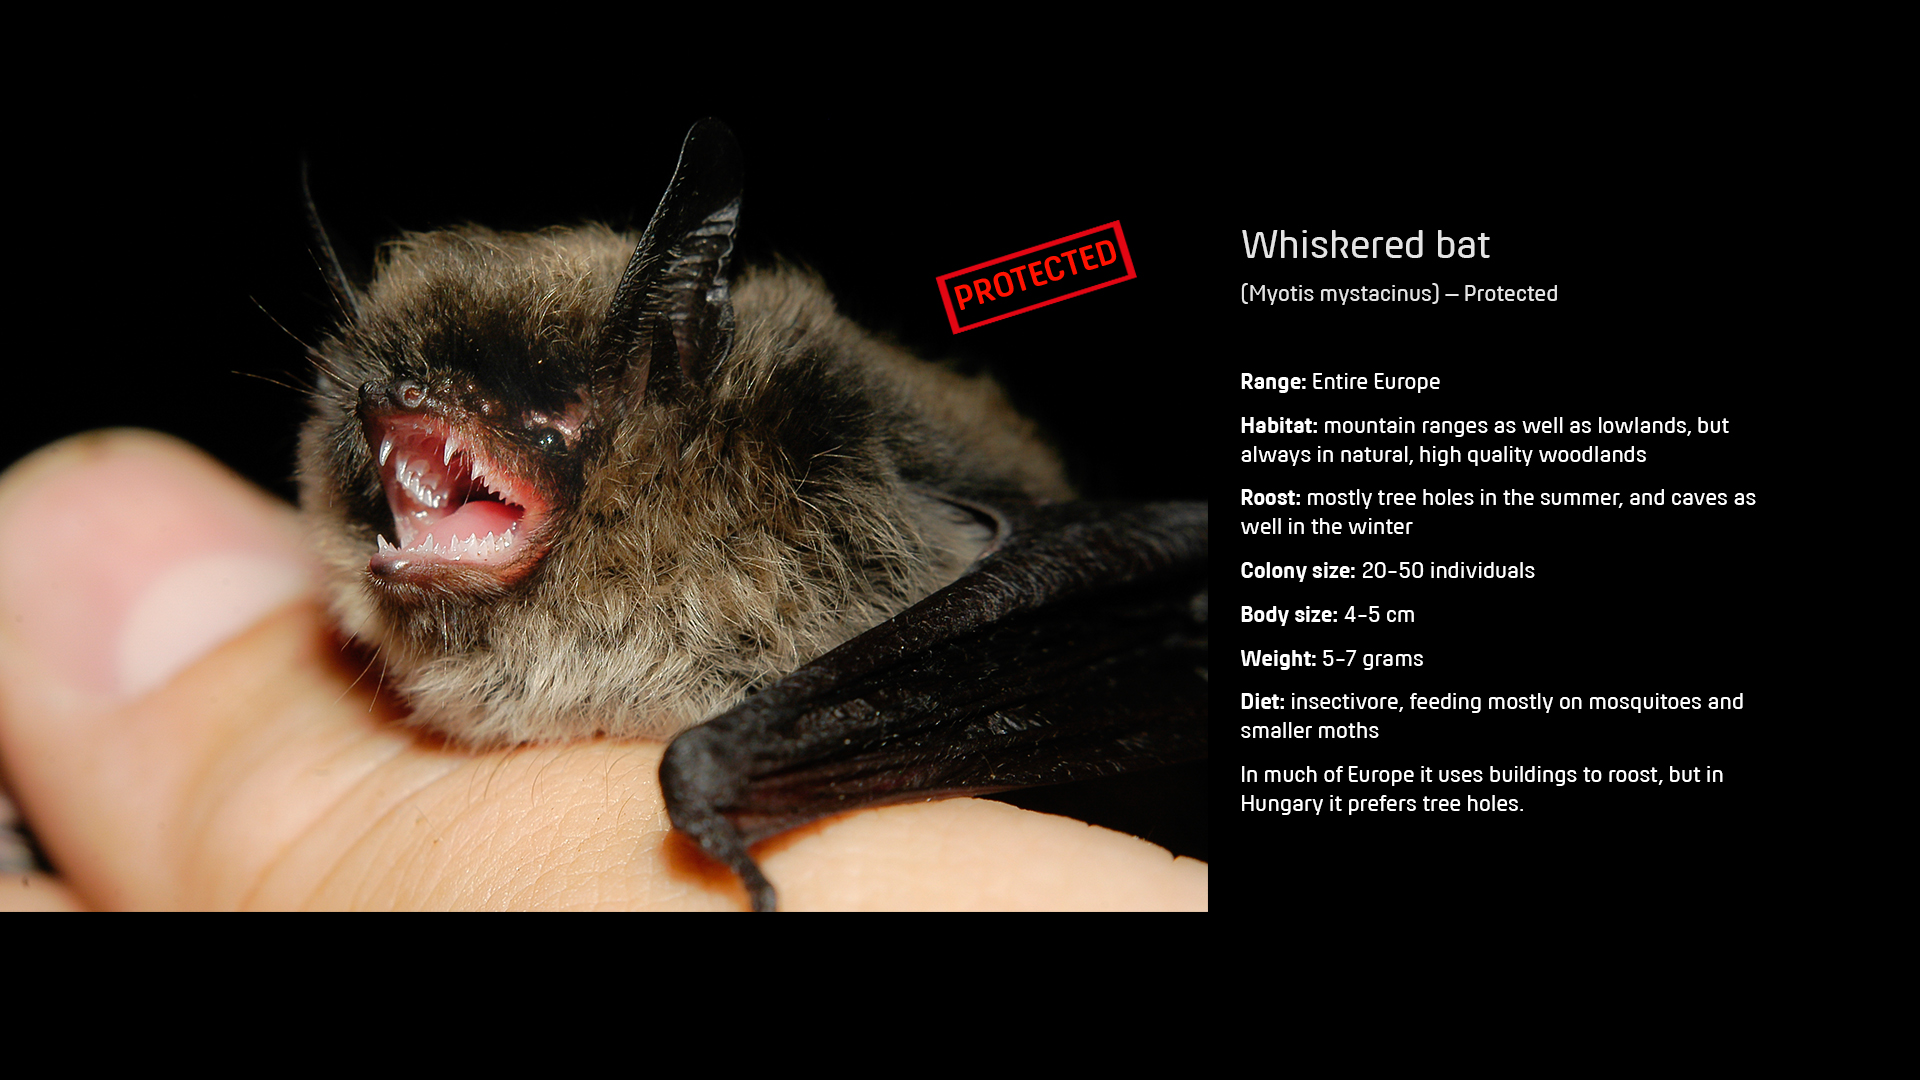 PROTECTED
Whiskered bat
(Myotis mystacinus) – Protected
Range: Entire Europe
Habitat: mountain ranges as well as lowlands, but
always in natural, high quality woodlands
Roost: mostly tree holes in the summer, and caves as
well in the winter
Colony size: 20-50 individuals
Body size: 4-5 cm
Weight: 5-7 grams
Diet: insectivore, feeding mostly on mosquitoes and
smaller moths
In much of Europe it uses buildings to roost, but in
Hungary it prefers tree holes.